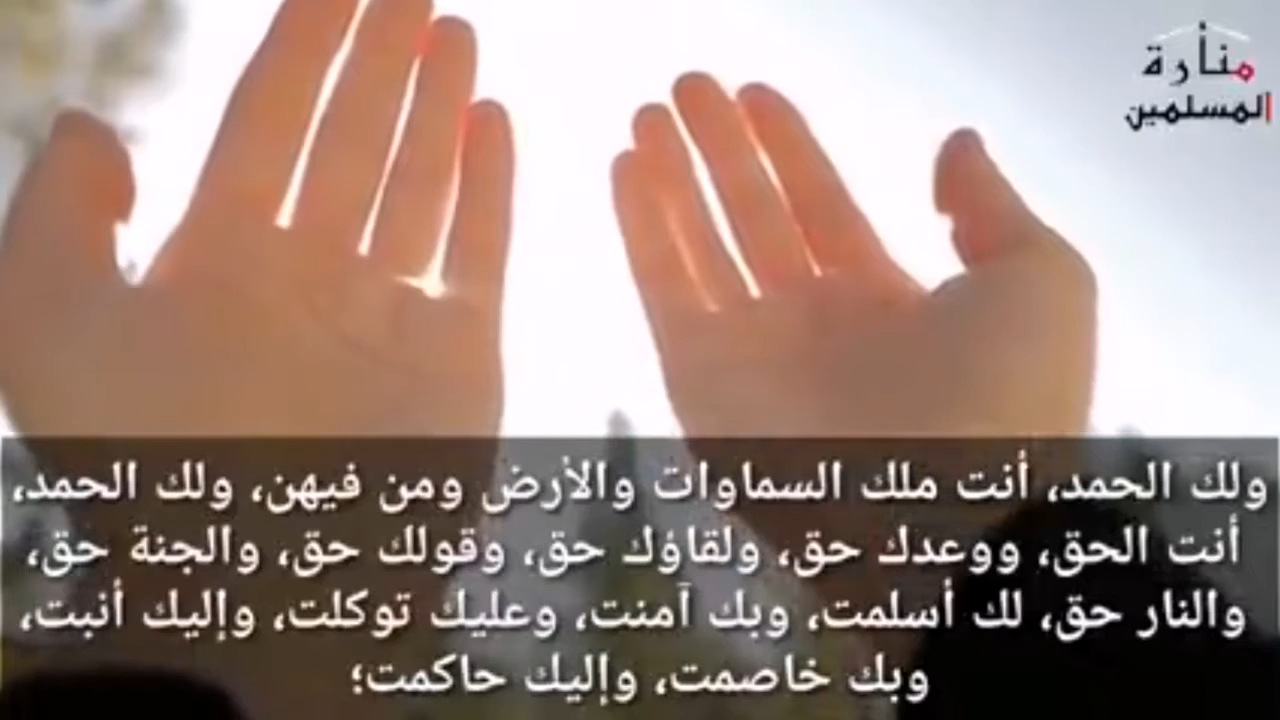 منارة
المسلمين
ولك الحمد، أنت ملك السماوات والأرض ومن فيهن، ولك الحمد،
أنت الحق، ووعدك حق، ولقاؤك حق، وقولك حق، والجنة حق،
والنار حق، لك أسلمت، وبك آمنت، وعليك توكلت، وإليك أنبت،
وبك خاصمت، وإليك حاكمت؛